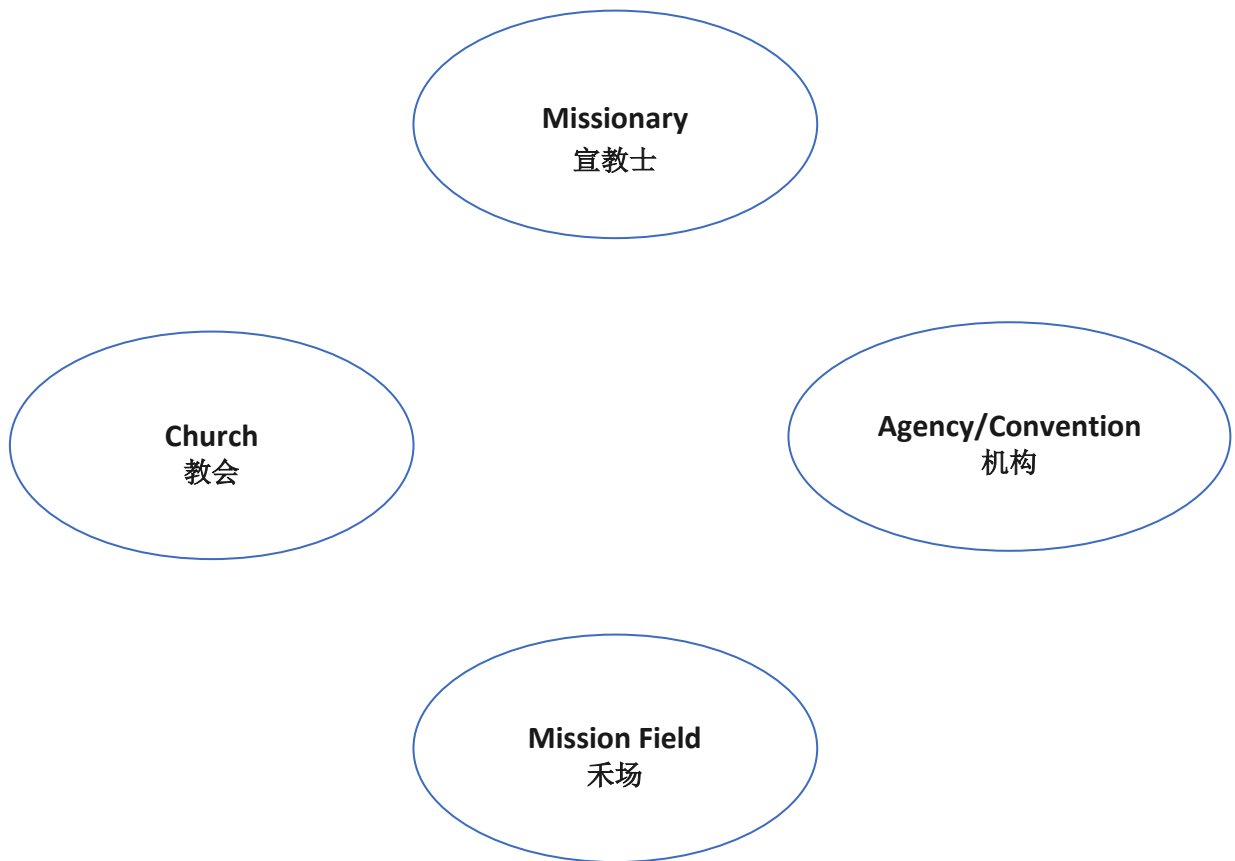 Missionary
宣教士
Church
教会
Agency/Convention
机构
Mission Field
禾场